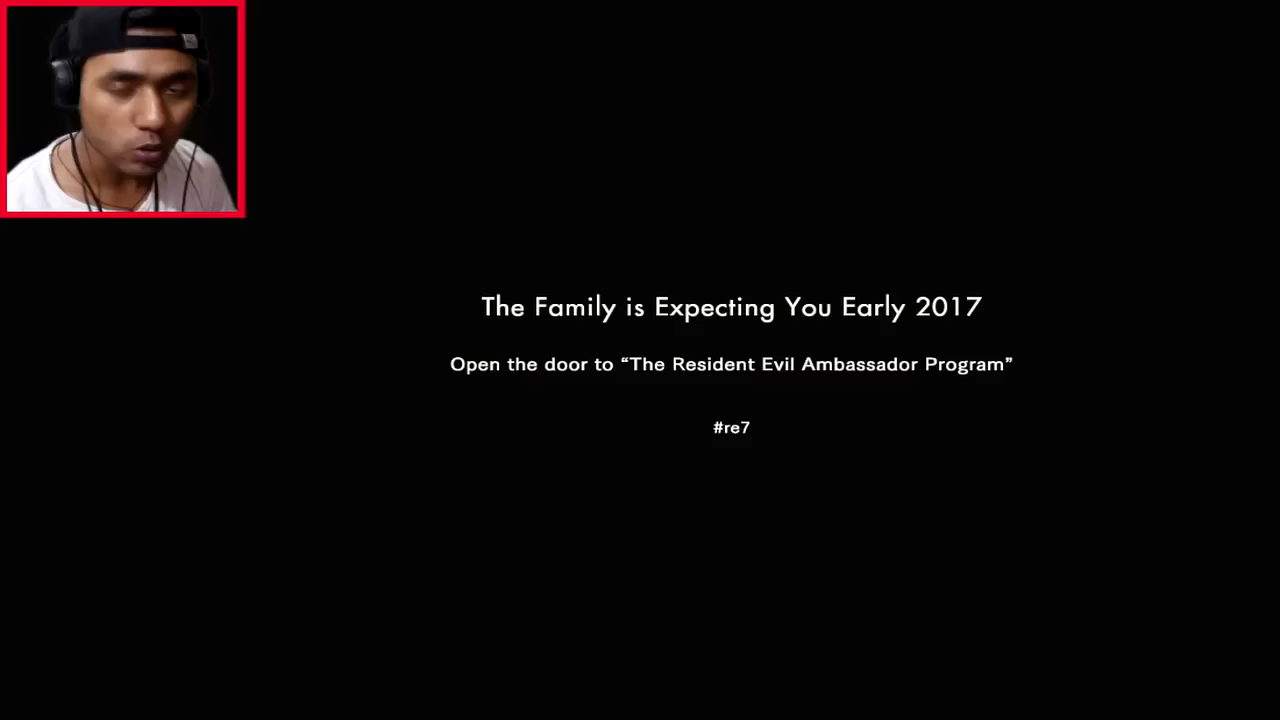 The Family is Expecting You Early 2017
Open the door to “The Resident Evil Ambassador Program”
#re7